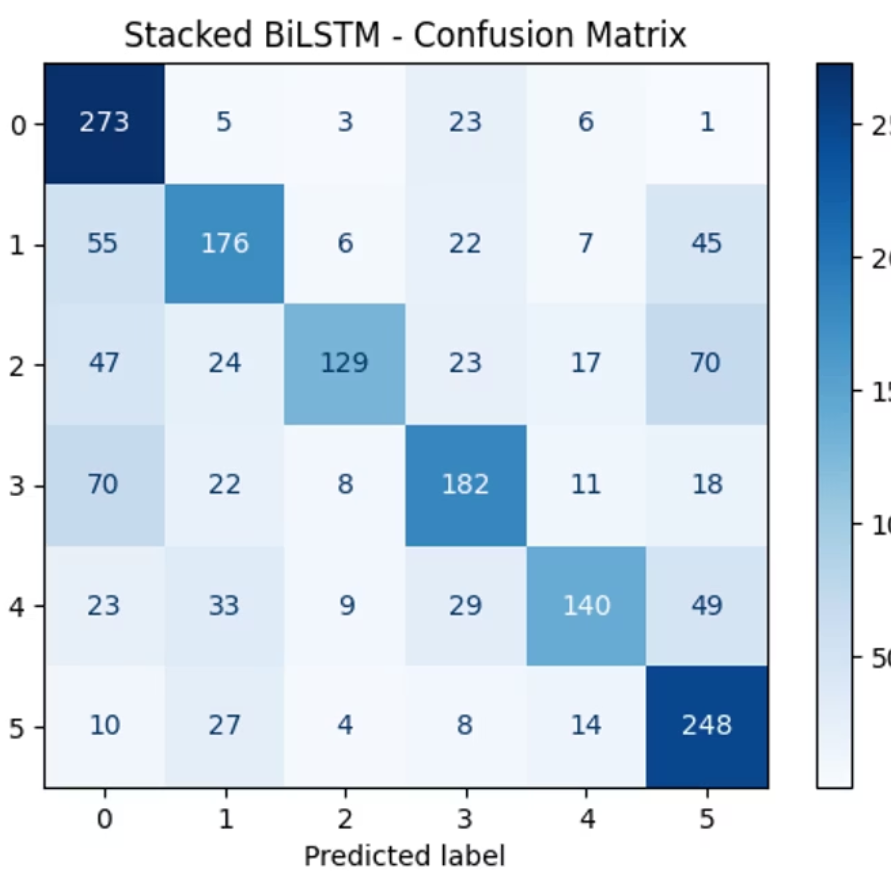 Stacked BiLSTM - Confusion Matrix
0 273 5 3 23 6 1
1 55 176 6 22 7 45
2 47 24 129 23 17 70
3 70 22 8 182 11 18
4 23 33 9 29 140 49
5 10 27 4 8 14 248
0 1 2 3 4 5
Predicted label
50